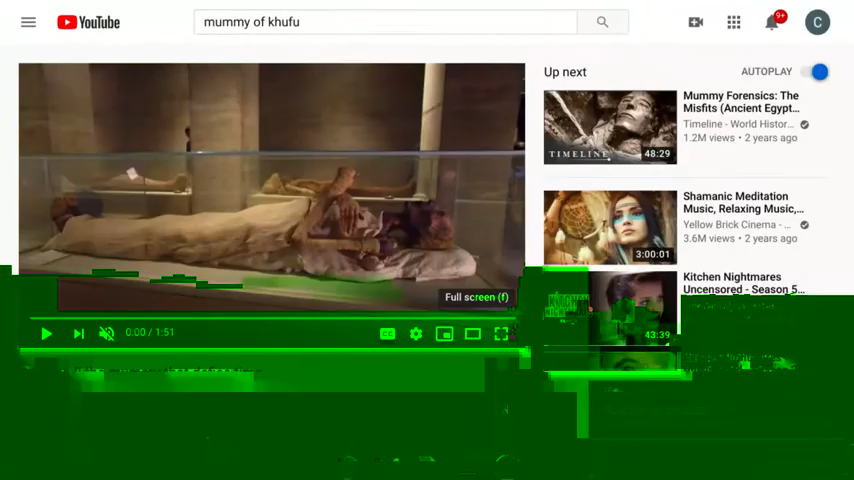 YouTube
mummy of khufu
9+
C
Up next
AUTOPLAY
Mummy Forensics: The
Misfits (Ancient Egypt...
Timeline - World Histor...
1.2M views • 2 years ago
TIMELINE
48:29
Shamanic Meditation
Music, Relaxing Music,...
Yellow Brick Cinema - ...
3.6M views • 2 years ago
3:00:01
Kitchen Nightmares
Uncensored - Season 5...
43:39
Full screen (f)
0:00 / 1:51
CC